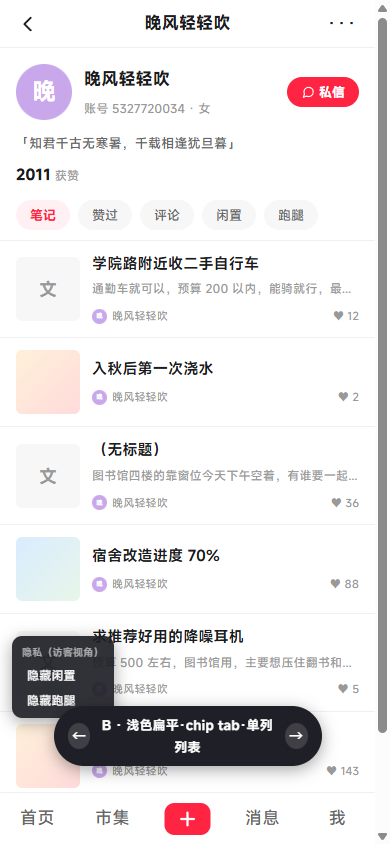 晚风轻轻吹
···
晚
晚风轻轻吹
账号 5327720034 · 女
私信
「知君千古无寒暑，千载相逢犹旦暮」
2011 获赞
笔记 赞过 评论 闲置 跑腿
学院路附近收二手自行车
文
通勤车就可以，预算 200 以内，能骑就行，最...
晚风轻轻吹 12
入秋后第一次浇水
晚风轻轻吹 2
（无标题）
文
图书馆四楼的靠窗位今天下午空着，有谁要一起...
晚风轻轻吹 36
宿舍改造进度 70%
晚风轻轻吹 88
求推荐好用的降噪耳机
500 左右，图书馆用，主要想压住翻书和...
晚风轻轻吹 5
隐私（访客视角）
隐藏闲置
隐藏跑腿
← B · 浅色扁平·chip tab·单列 →
列表
晚风轻轻吹 143
首页 市集 + 消息 我